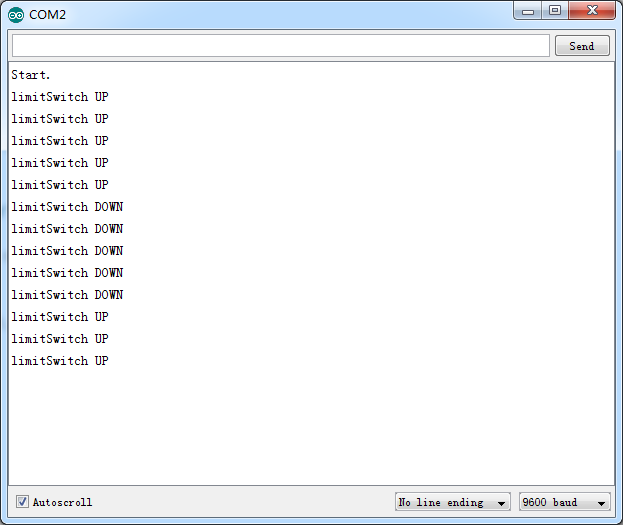 COM2
Send
Start.
limitSwitch UP
limitSwitch UP
limitSwitch UP
limitSwitch UP
limitSwitch UP
limitSwitch DOWN
limitSwitch DOWN
limitSwitch DOWN
limitSwitch DOWN
limitSwitch DOWN
limitSwitch UP
limitSwitch UP
limitSwitch UP
Autoscroll
No line ending
9600 baud